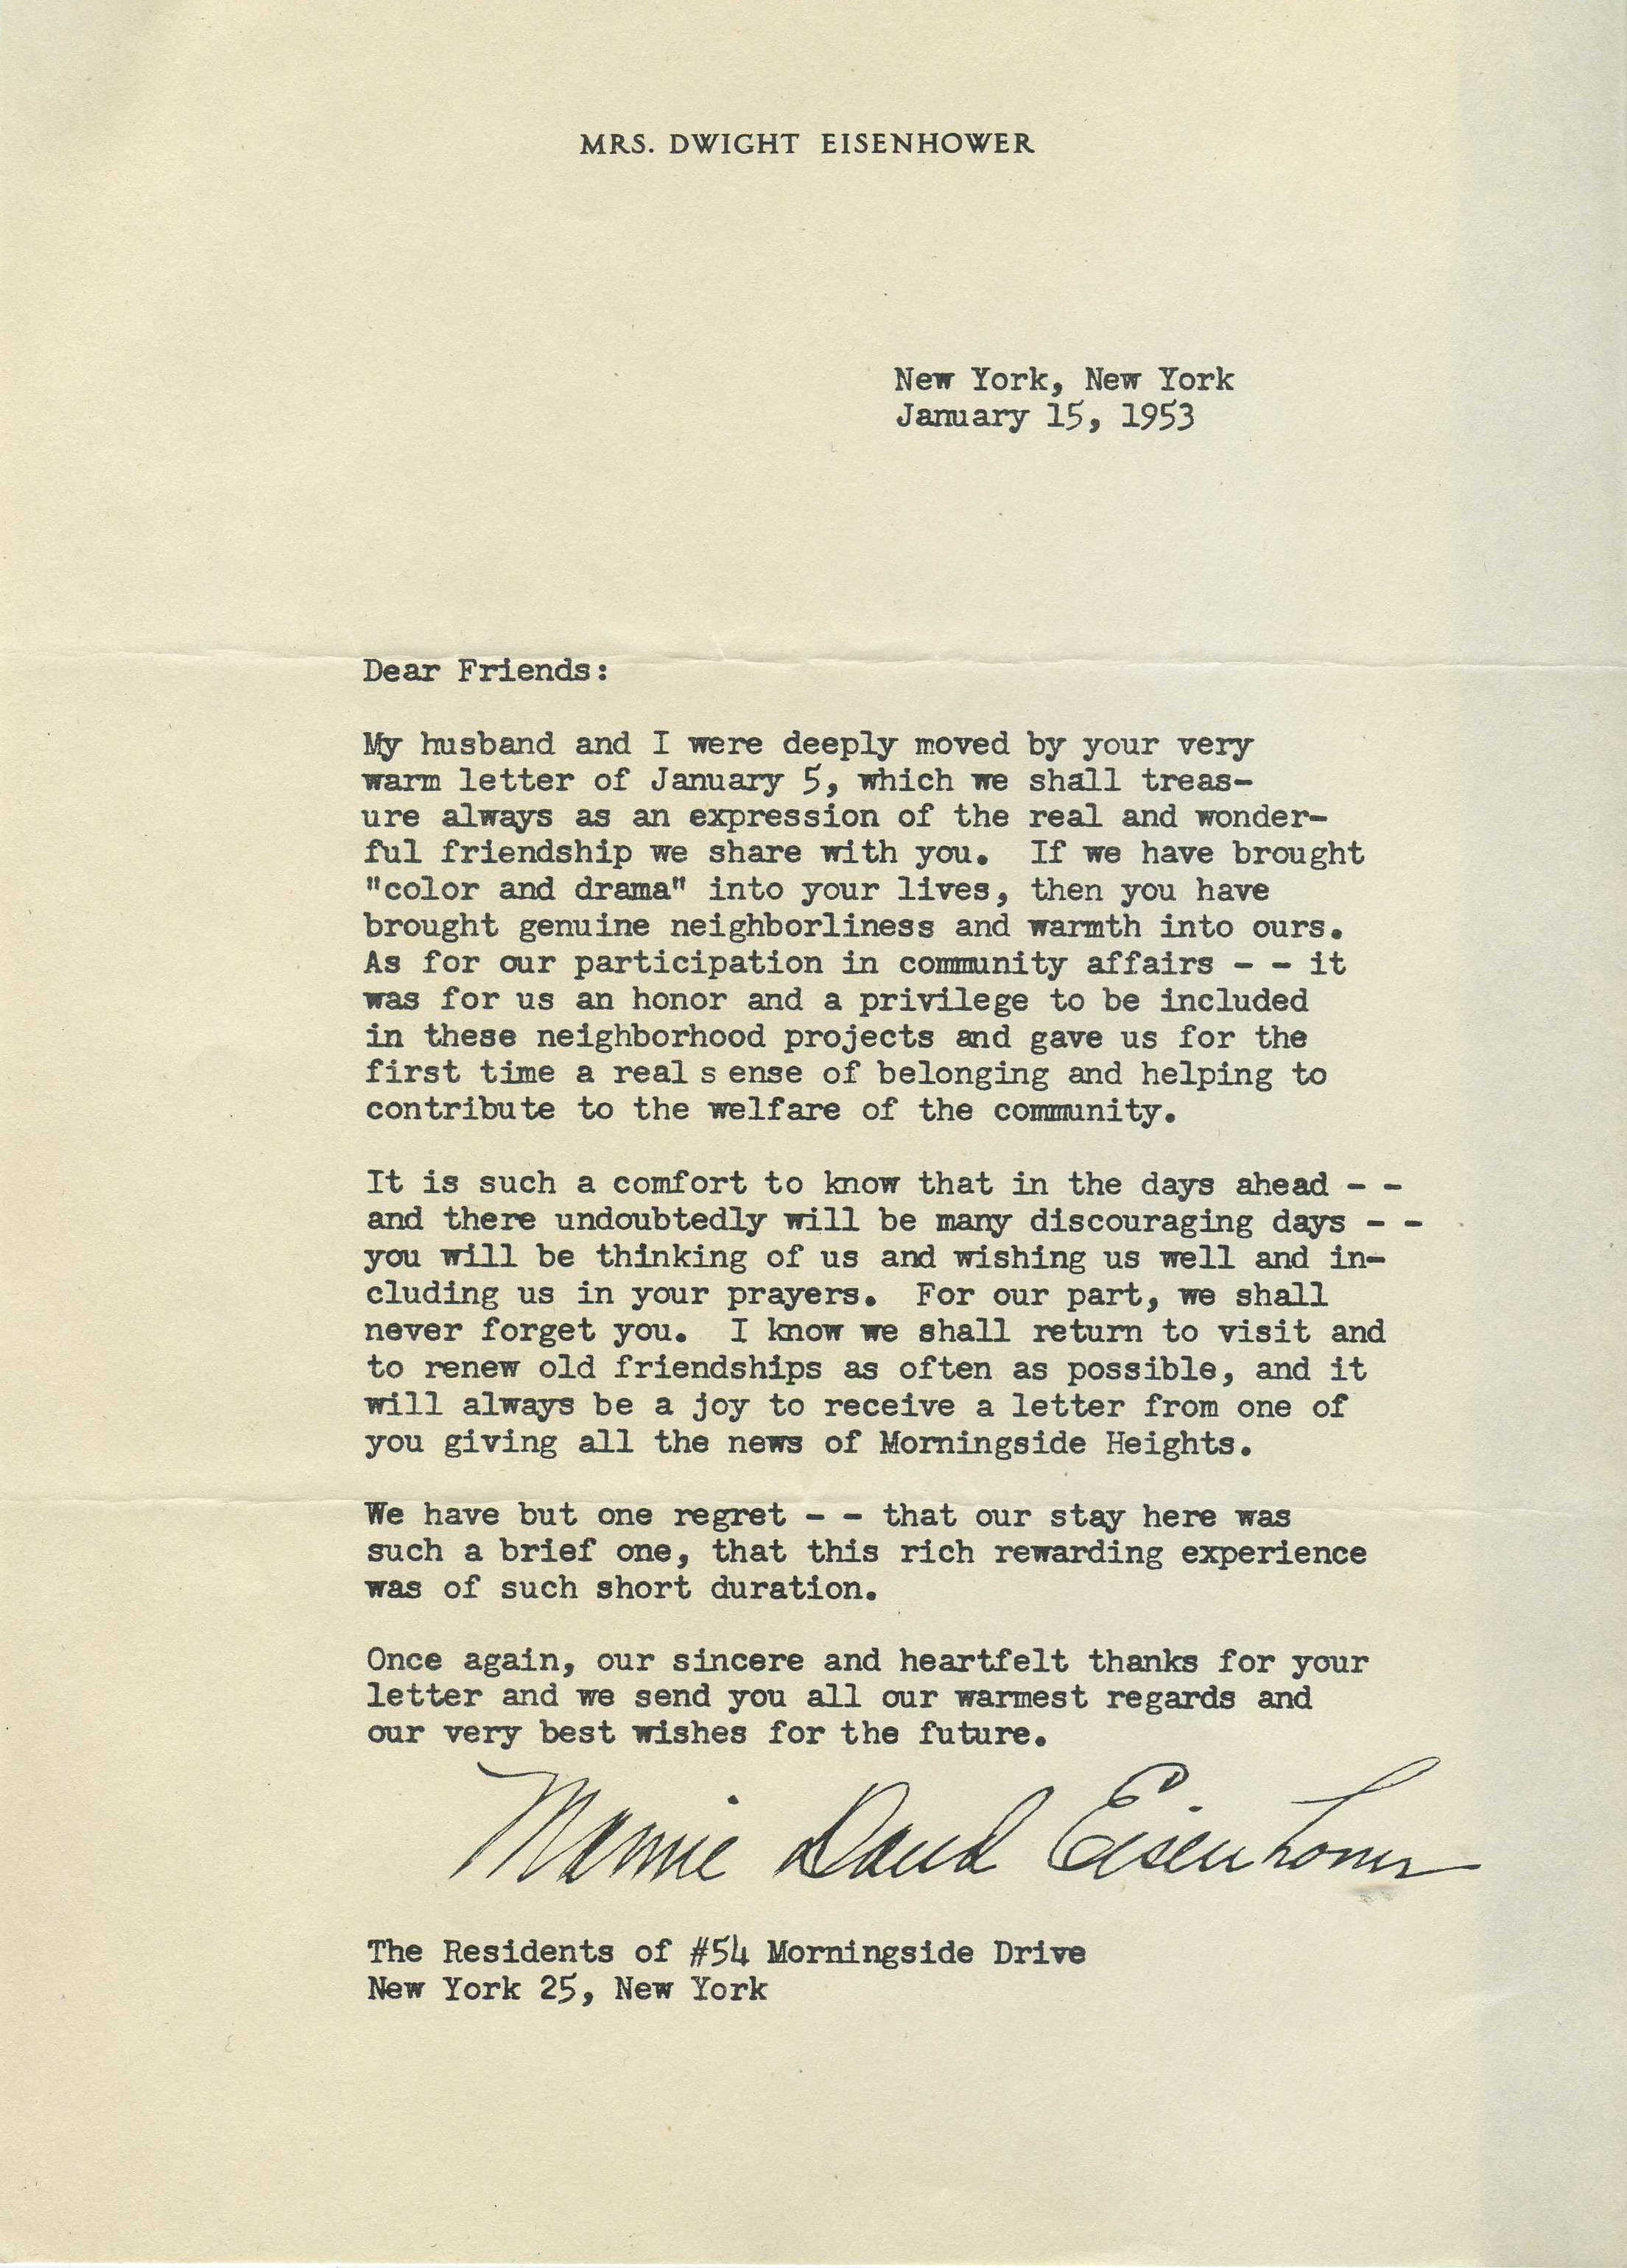 MRS. DWIGHT EISENHOWER
New York, New York
January 15, 1953
Dear Friends:
My husband and I were deeply moved by your very
warm letter of January 5, which we shall treas-
ure always as an expression of the real and wonder-
ful friendship we share with you. If we have brought
"color and drama" into your lives, then you have
brought genuine neighborliness and warmth into ours.
As for our participation in community affairs - - it
was for us an honor and a privilege to be included
in these neighborhood projects and gave us for the
first time a real s ense of belonging and helping to
contribute to the welfare of the community.
It is such a comfort to know that in the days ahead - -
and there undoubtedly will be many discouraging days - -
you will be thinking of us and wishing us well and in-
cluding us in your prayers. For our part, we shall
never forget you. I know we shall return to visit and
to renew old friendships as often as possible, and it
will always be a joy to receive a letter from one of
you giving all the news of Morningside Heights.
We have but one regret - - that our stay here was
such a brief one, that this rich rewarding experience
was of such short duration.
Once again, our sincere and heartfelt thanks for your
letter and we send you all our warmest regards and
our very best wishes for the future.
Mamie Doud Eisenhower
The Residents of #54 Morningside Drive
New York 25, New York